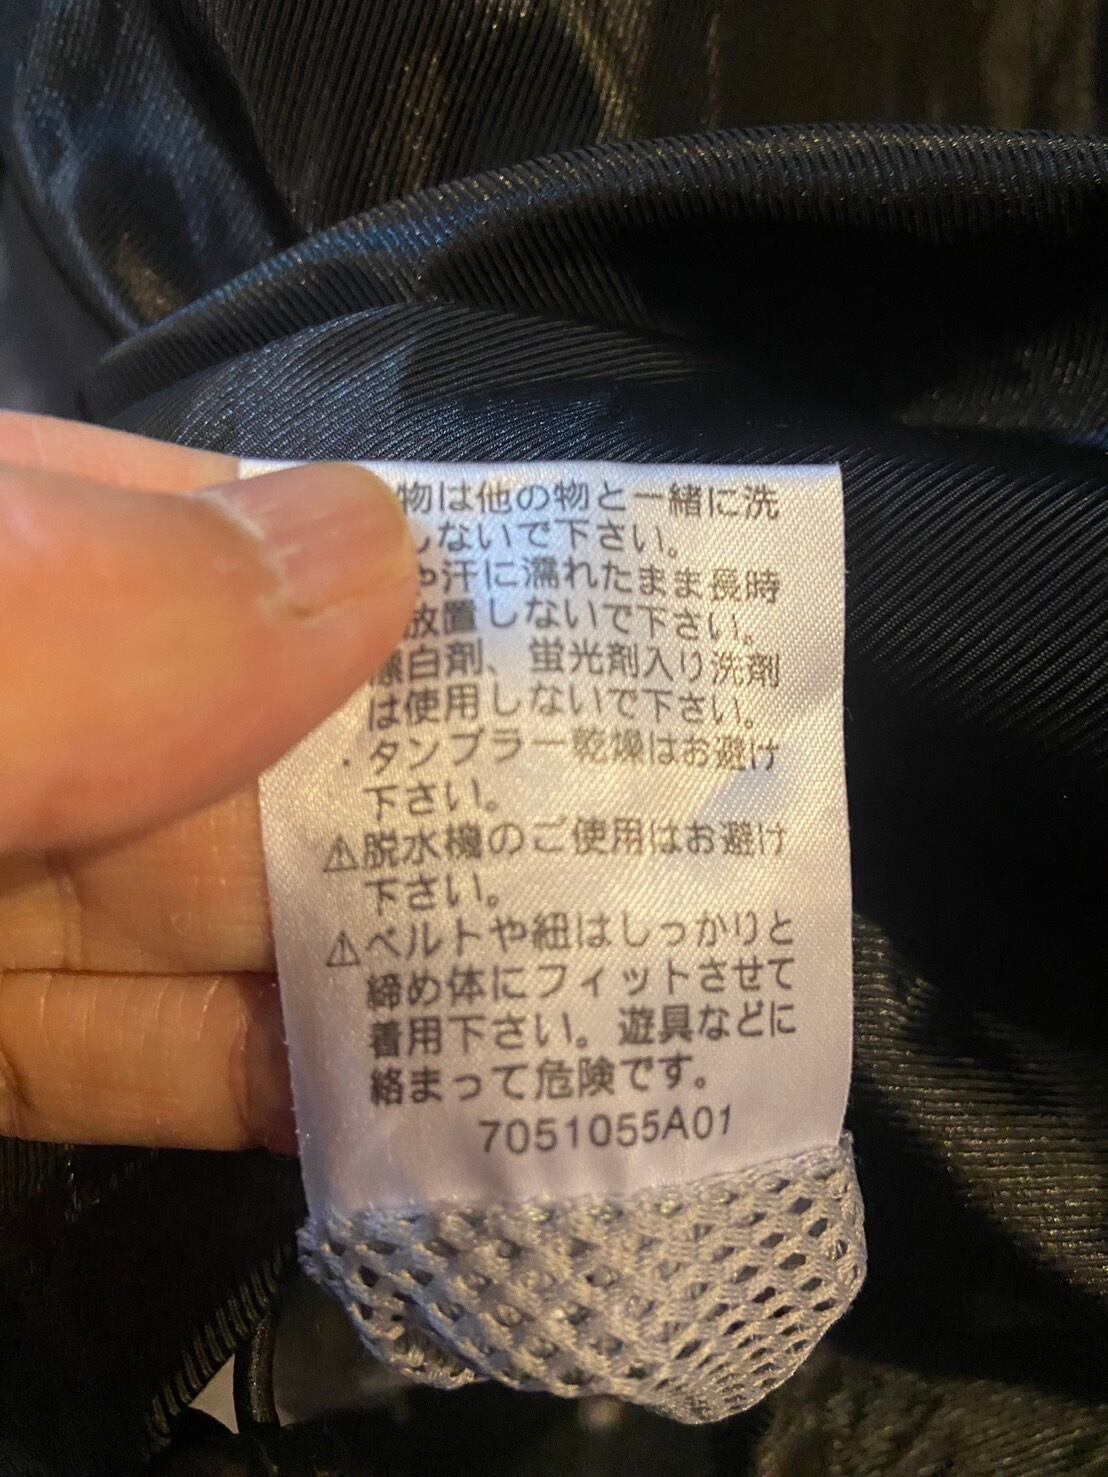 物は他の物と一緒に洗
しないで下さい。
や汗に濡れたまま長時
放置しないで下さい。
漂白剤、蛍光剤入り洗剤
は使用しないで下さい。
・タンブラー乾燥はお避け
下さい。
⚠脱水機のご使用はお避け
下さい。
⚠ベルトや紐はしっかりと
締め体にフィットさせて
着用下さい。遊具などに
絡まって危険です。
7051055A01